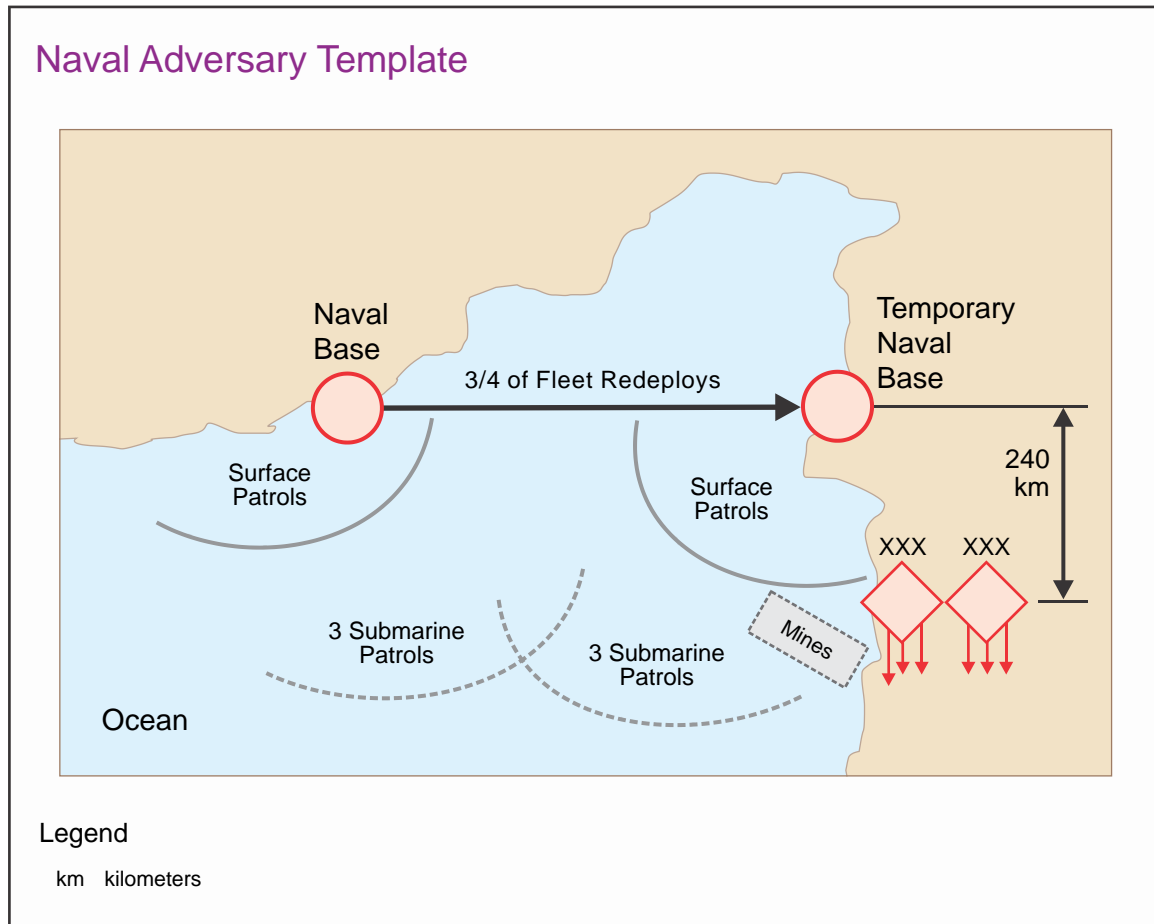 Naval Adversary Template
Naval
Base
3/4 of Fleet Redeploys
Temporary
Naval
Base
Surface
Patrols
Surface
Patrols
240
km
XXX
XXX
3 Submarine
Patrols
3 Submarine
Patrols
Mines
Ocean
Legend
km kilometers